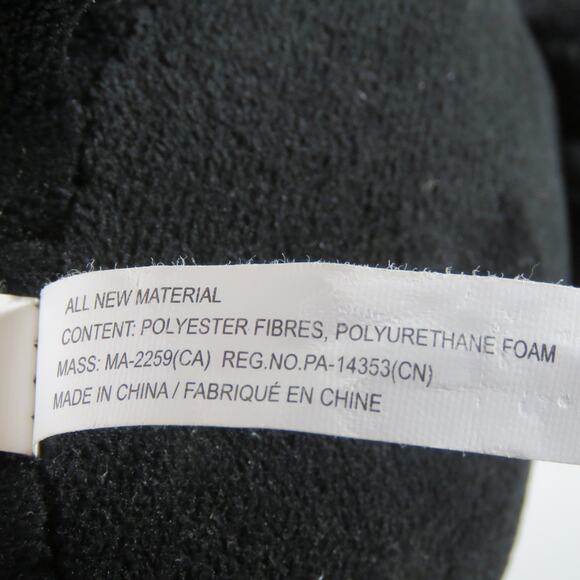 ALL NEW MATERIAL
CONTENT: POLYESTER FIBRES, POLYURETHANE FOAM
MASS: MA-2259(CA) REG.NO.PA-14353(CN)
MADE IN CHINA / FABRIQUÉ EN CHINE